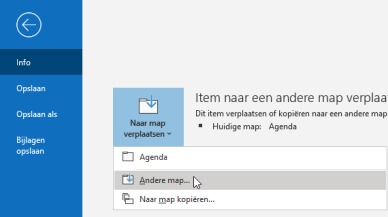 Info
Opslaan
Opslaan als
Bijlagen
opslaan
Naar map
verplaatsen
Item naar een andere map
Dit item verplaatsen of kopiëren naar een andere map
Huidige map: Agenda
Agenda
Andere map...
Naar map kopiëren...